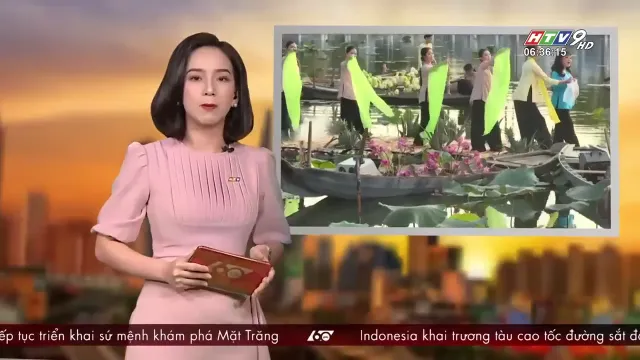 HTV9 HD
06:36:15
HTV
tục triển khai sứ mệnh khám phá Mặt Trăng
Indonesia khai trương tàu cao tốc đường sắt